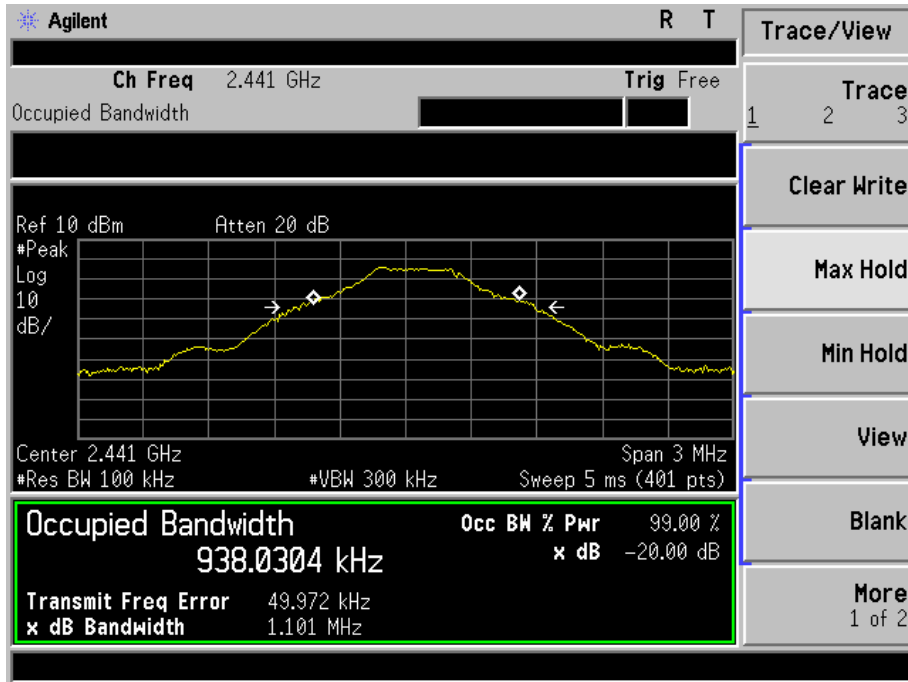 Agilent R T
Ch Freq 2.441 GHz Trig Free
Occupied Bandwidth
Ref 10 dBm Atten 20 dB
#Peak
Log
10
dB/
Center 2.441 GHz Span 3 MHz
#Res BW 100 kHz #VBW 300 kHz Sweep 5 ms (401 pts)
Occupied Bandwidth Occ BW % Pwr 99.00 %
938.0304 kHz x dB -20.00 dB
Transmit Freq Error 49.972 kHz
x dB Bandwidth 1.101 MHz
Trace/View
Trace
1 2 3
Clear Write
Max Hold
Min Hold
View
Blank
More
1 of 2